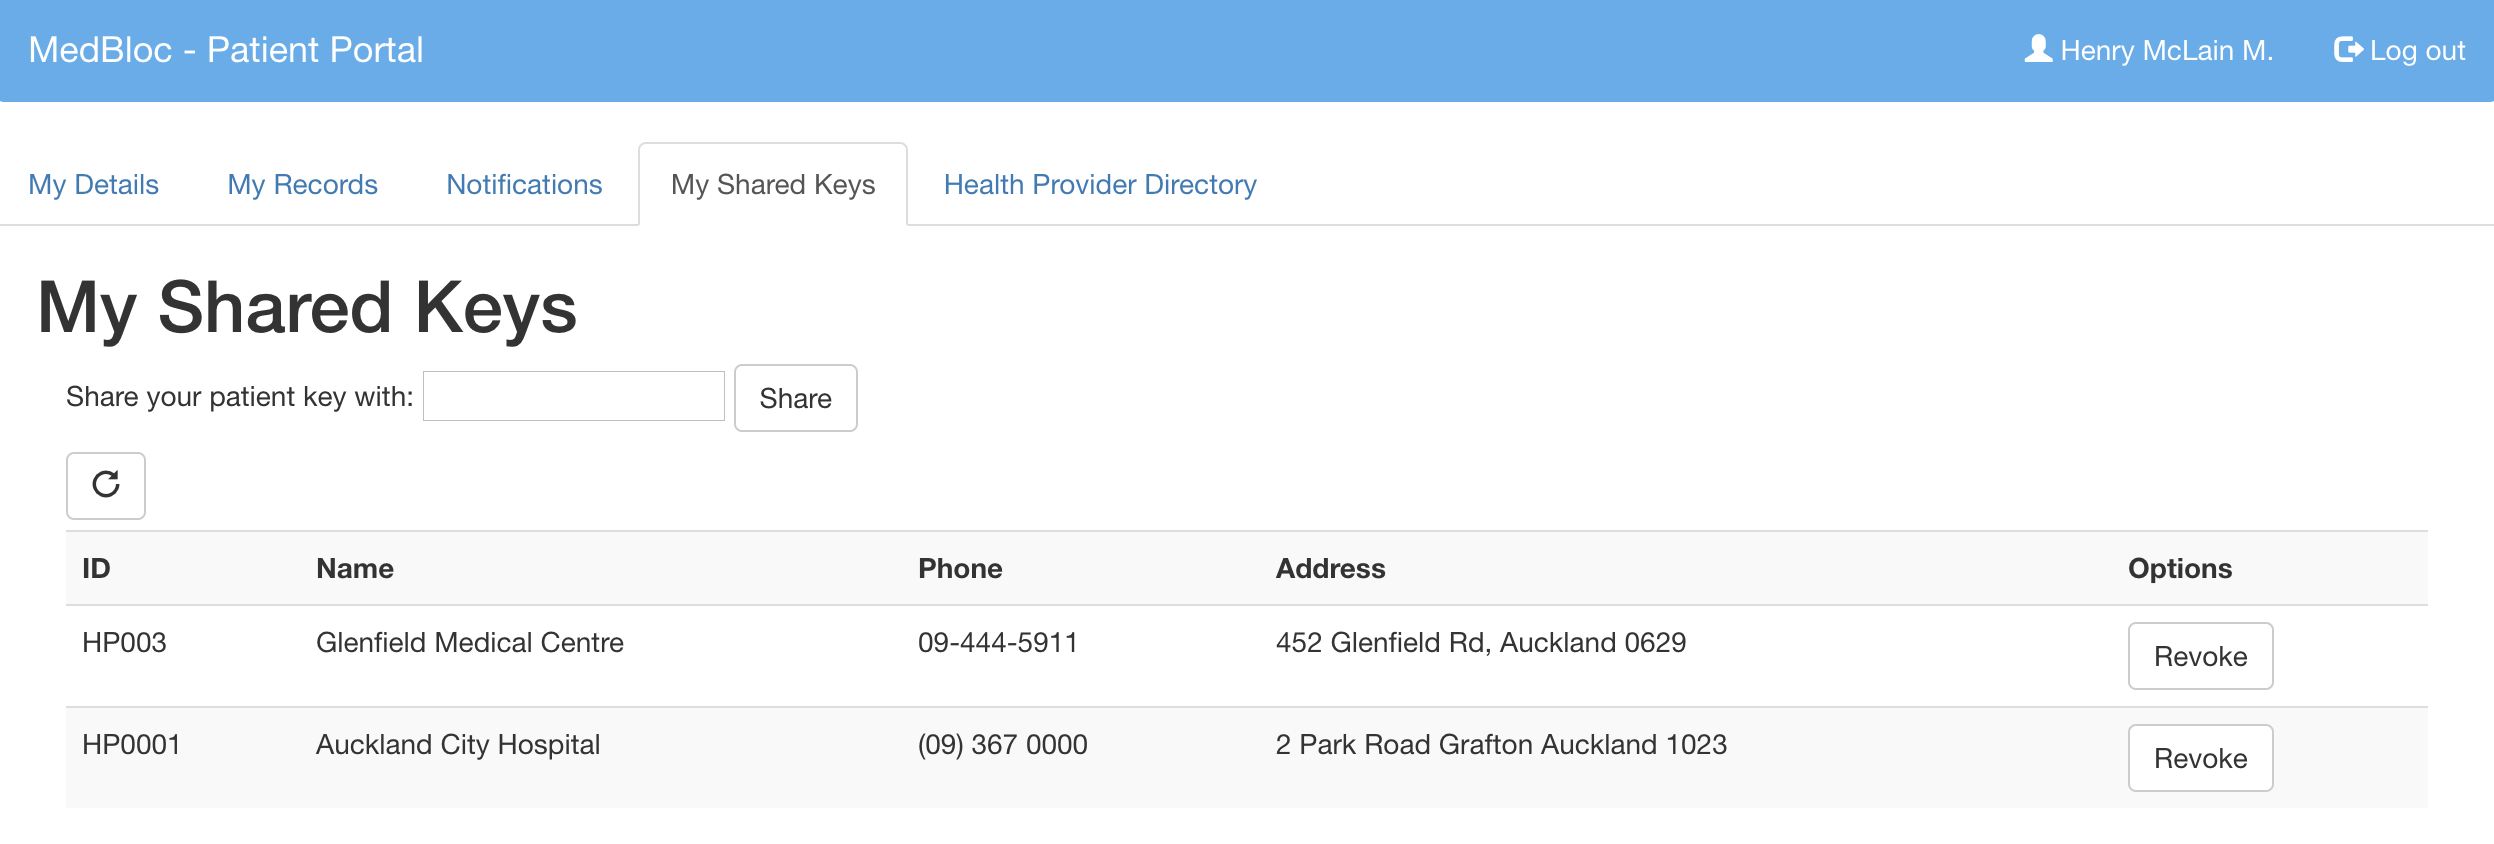 MedBloc - Patient Portal Henry McLain M. Log out
My Details My Records Notifications My Shared Keys Health Provider Directory
My Shared Keys
Share your patient key with: Share
ID Name Phone Address Options
HP003 Glenfield Medical Centre 09-444-5911 452 Glenfield Rd, Auckland 0629 Revoke
HP0001 Auckland City Hospital (09) 367 0000 2 Park Road Grafton Auckland 1023 Revoke